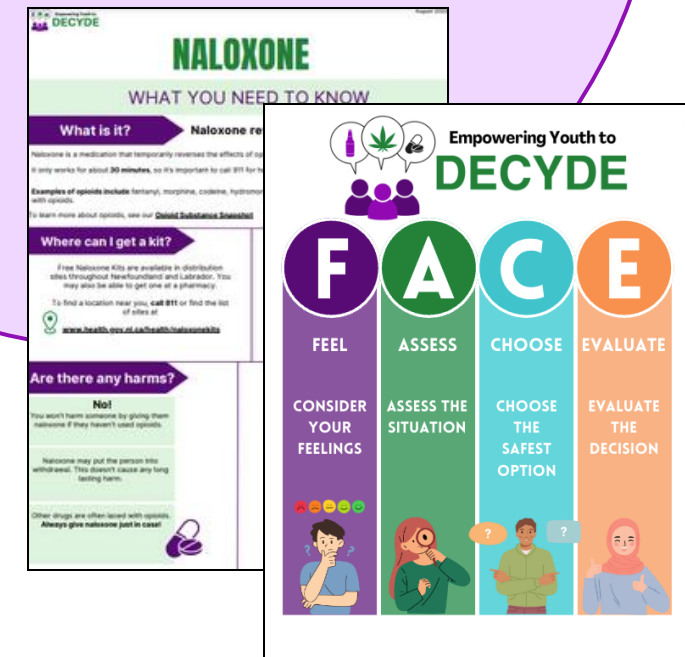 Empowering Youth to
DECYDE
August 2023
NALOXONE
WHAT YOU NEED TO KNOW
What is it?
Naloxone re
Naloxone is a medication that temporarily reverses the effects of op
It only works for about 30 minutes, so it's important to call 911 for h
Examples of opioids include fentanyl, morphine, codeine, hydromor
with opioids.
To learn more about opioids, see our Opioid Substance Snapshot
Where can I get a kit?
Free Naloxone Kits are available in distribution
sites throughout Newfoundland and Labrador. You
may also be able to get one at a pharmacy.
To find a location near you, call 811 or find the list
of sites at
www.health.gov.nl.ca/health/naloxonekits
Are there any harms?
No!
You won't harm someone by giving them
naloxone if they haven't used opioids.
Naloxone may put the person into
withdrawal. This doesn't cause any long
lasting harm.
Other drugs are often laced with opioids.
Always give naloxone just in case!
Empowering Youth to
DECYDE
F A C E
FEEL
ASSESS
CHOOSE
EVALUATE
CONSIDER
YOUR
FEELINGS
ASSESS THE
SITUATION
CHOOSE
THE
SAFEST
OPTION
EVALUATE
THE
DECISION
?
?
?
?